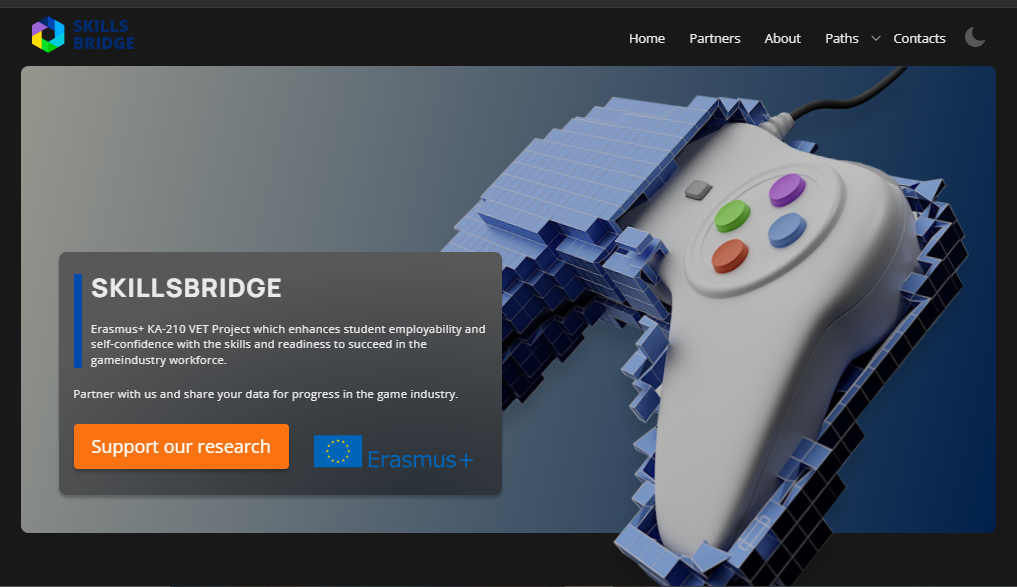 SKILLS
BRIDGE
Home Partners About Paths Contacts
SKILLSBRIDGE
Erasmus+ KA-210 VET Project which enhances student employability and
self-confidence with the skills and readiness to succeed in the
gameindustry workforce.
Partner with us and share your data for progress in the game industry.
Support our research
Erasmus+